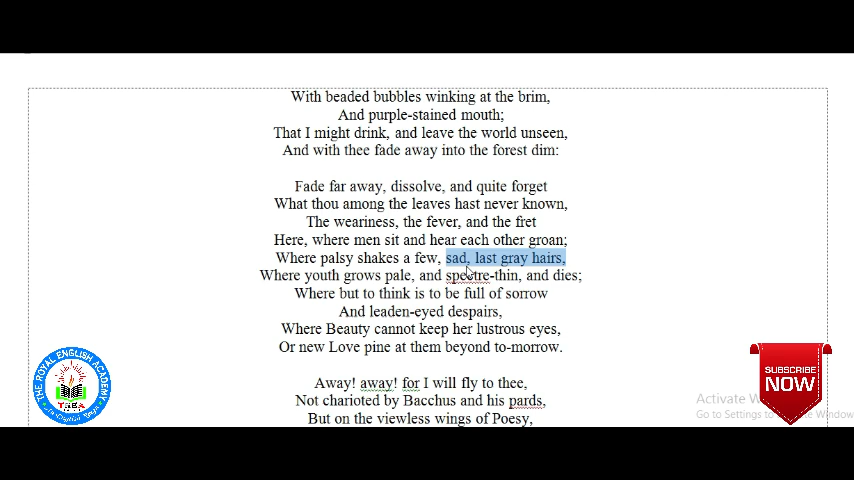 With beaded bubbles winking at the brim,
And purple-stained mouth;
That I might drink, and leave the world unseen,
And with thee fade away into the forest dim:
Fade far away, dissolve, and quite forget
What thou among the leaves hast never known,
The weariness, the fever, and the fret
Here, where men sit and hear each other groan;
Where palsy shakes a few, sad, last gray hairs,
Where youth grows pale, and spectre-thin, and dies;
Where but to think is to be full of sorrow
And leaden-eyed despairs,
Where Beauty cannot keep her lustrous eyes,
Or new Love pine at them beyond to-morrow.
Away! away! for I will fly to thee,
Not charioted by Bacchus and his pards,
But on the viewless wings of Poesy,
THE ROYAL ENGLISH ACADEMY
SUBSCRIBE
NOW
Activate W
Go to Settings to Window